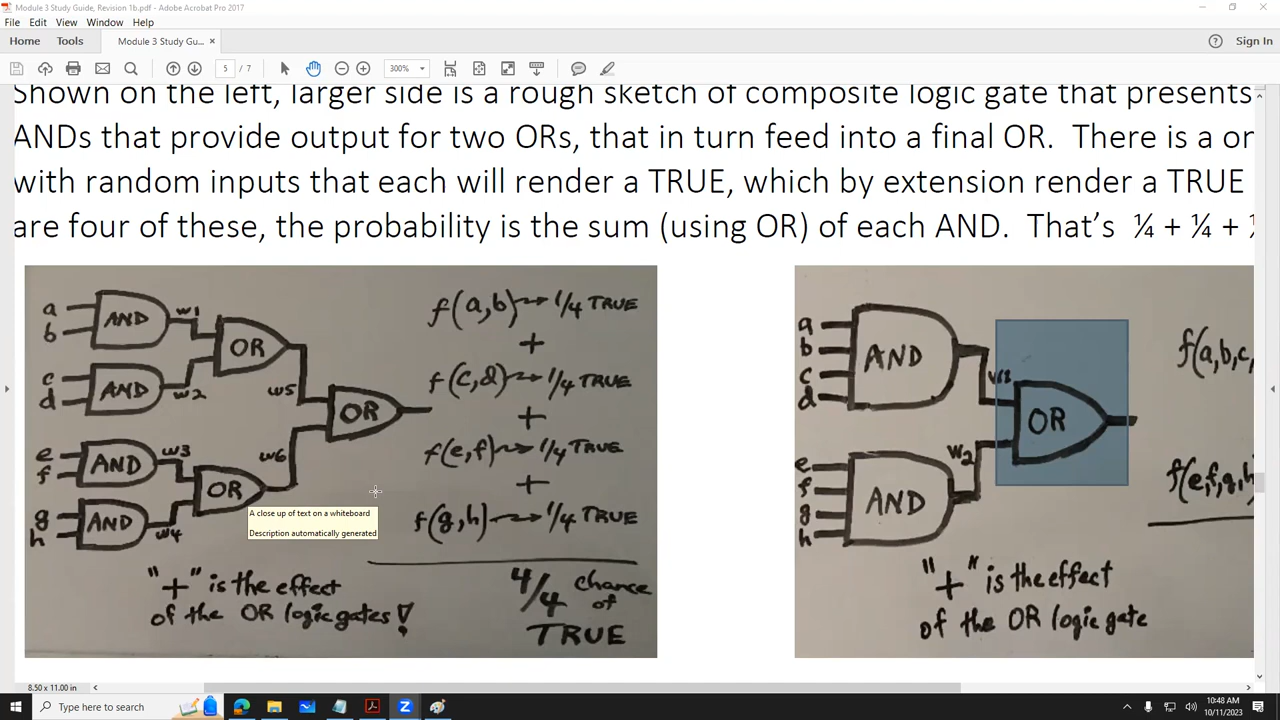 Module 3 Study Guide, Revision 1b.pdf - Adobe Acrobat Pro 2017
File Edit View Window Help
Home Tools Module 3 Study Gu... × Sign In
5 / 7 300%
Shown on the left, larger side is a rough sketch of composite logic gate that presents
ANDs that provide output for two ORs, that in turn feed into a final OR. There is a or
with random inputs that each will render a TRUE, which by extension render a TRUE
are four of these, the probability is the sum (using OR) of each AND. That's ¼ + ¼ +
a
b
AND
w1
c
d
AND
w2
OR
w5
e
f
AND
w3
g
h
AND
w4
OR
w6
OR
f(a,b) → 1/4 TRUE
+
f(c,d) → 1/4 TRUE
+
f(e,f) → 1/4 TRUE
+
f(g,h) → 1/4 TRUE
4/4 chance
of
TRUE
"+" is the effect
of the OR logic gates!
A close up of text on a whiteboard
Description automatically generated
a
b
c
d
AND
e
f
g
h
AND
w2
OR
f(a,b,c,
f(e,f,g,h
"+" is the effect
of the OR logic gate
8.50 x 11.00 in
Type here to search
10:48 AM
10/11/2023